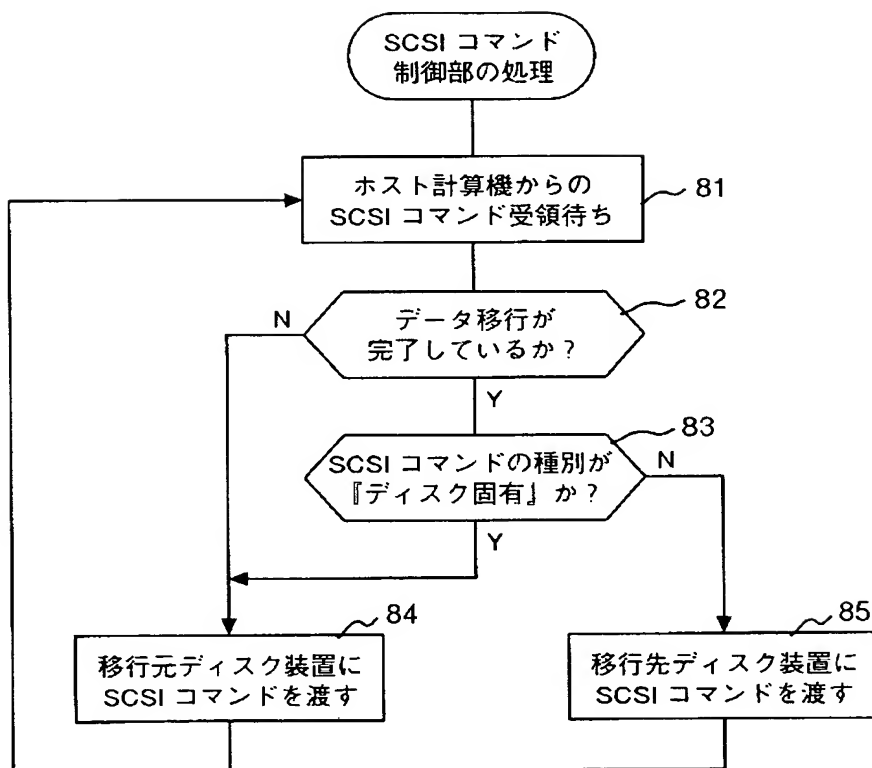 SCSI コマンド
制御部の処理
ホスト計算機からの
SCSI コマンド受領待ち
81
データ移行が
完了しているか?
82
N
Y
SCSI コマンドの種別が
『ディスク固有』か?
83
N
Y
移行元ディスク装置に
SCSI コマンドを渡す
84
移行先ディスク装置に
SCSI コマンドを渡す
85